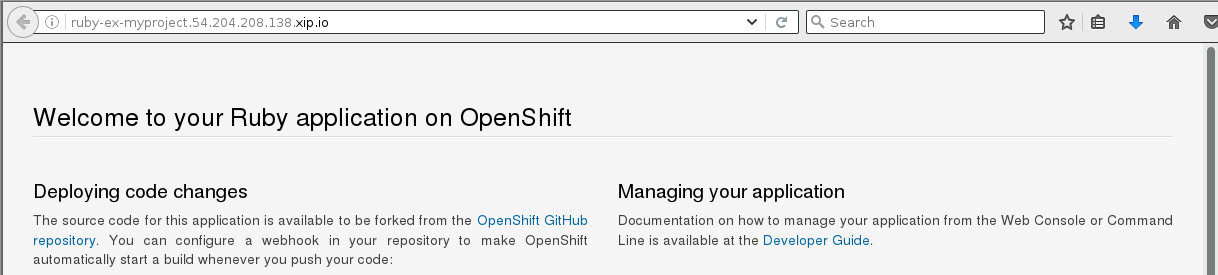 ruby-ex-myproject.54.204.208.138.xip.io
Search
Welcome to your Ruby application on OpenShift
Deploying code changes
The source code for this application is available to be forked from the OpenShift GitHub
repository. You can configure a webhook in your repository to make OpenShift
automatically start a build whenever you push your code:
Managing your application
Documentation on how to manage your application from the Web Console or Command
Line is available at the Developer Guide.